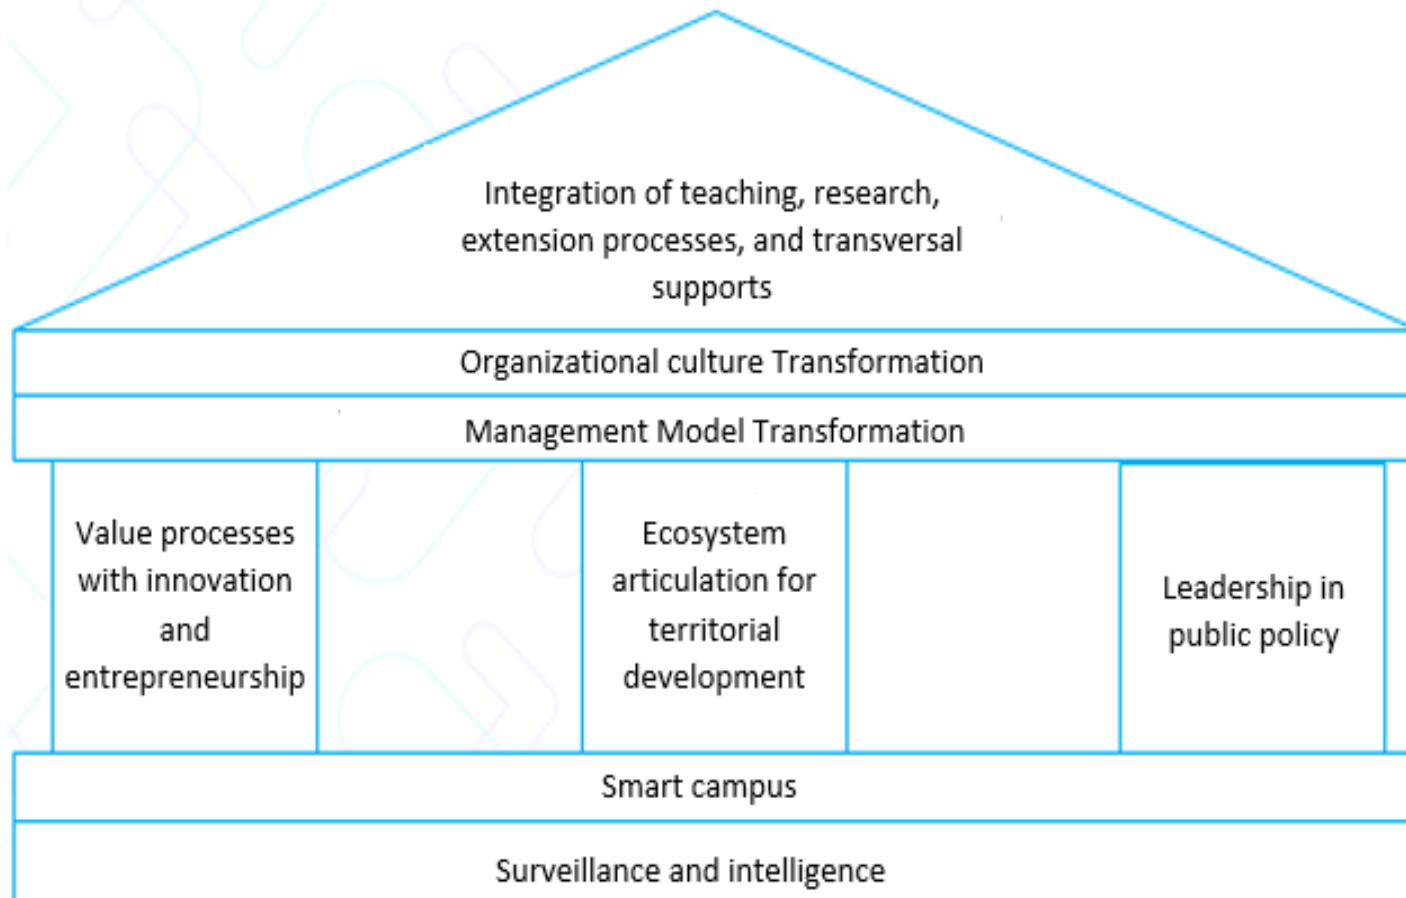 Integration of teaching, research,
extension processes, and transversal
supports
Organizational culture Transformation
Management Model Transformation
Value processes
with innovation
and
entrepreneurship
Ecosystem
articulation for
territorial
development
Leadership in
public policy
Smart campus
Surveillance and intelligence